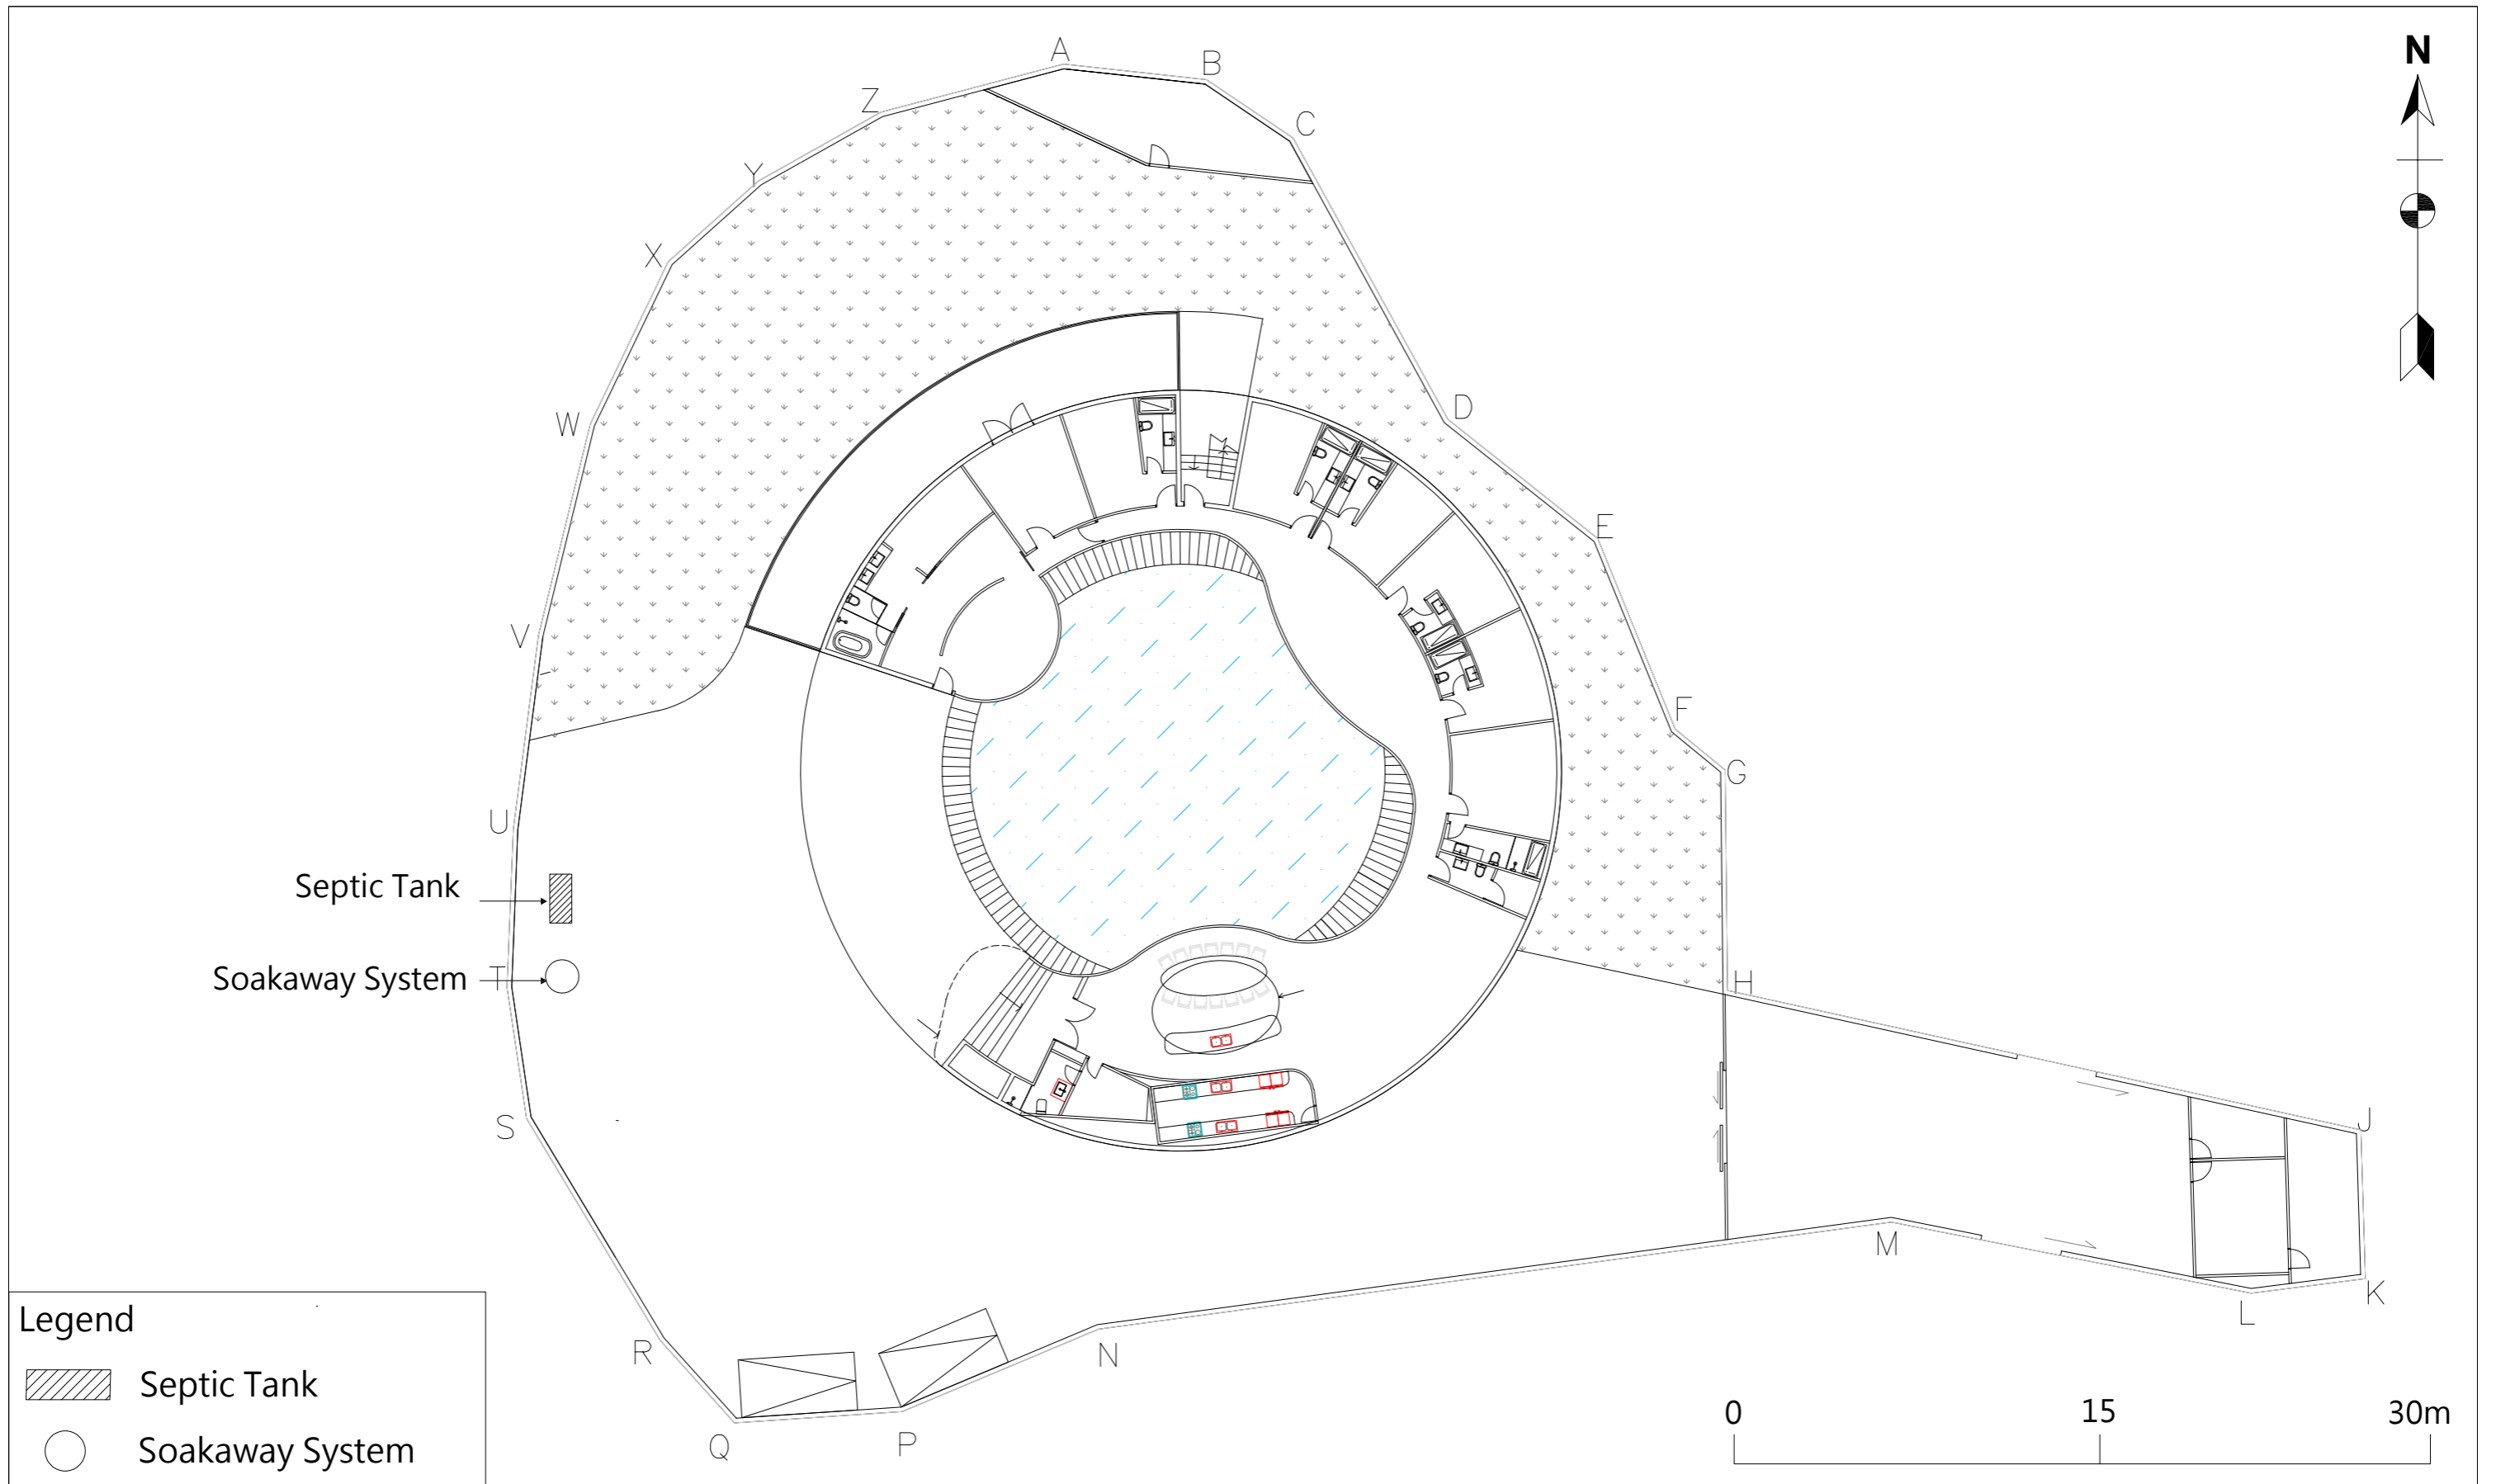 A
B
N
Z
C
Y
X
D
W
E
V
F
G
U
Septic Tank
Soakaway System
T
H
S
J
M
K
L
Legend
R
N
Septic Tank
0
15
30m
Soakaway System
Q
P